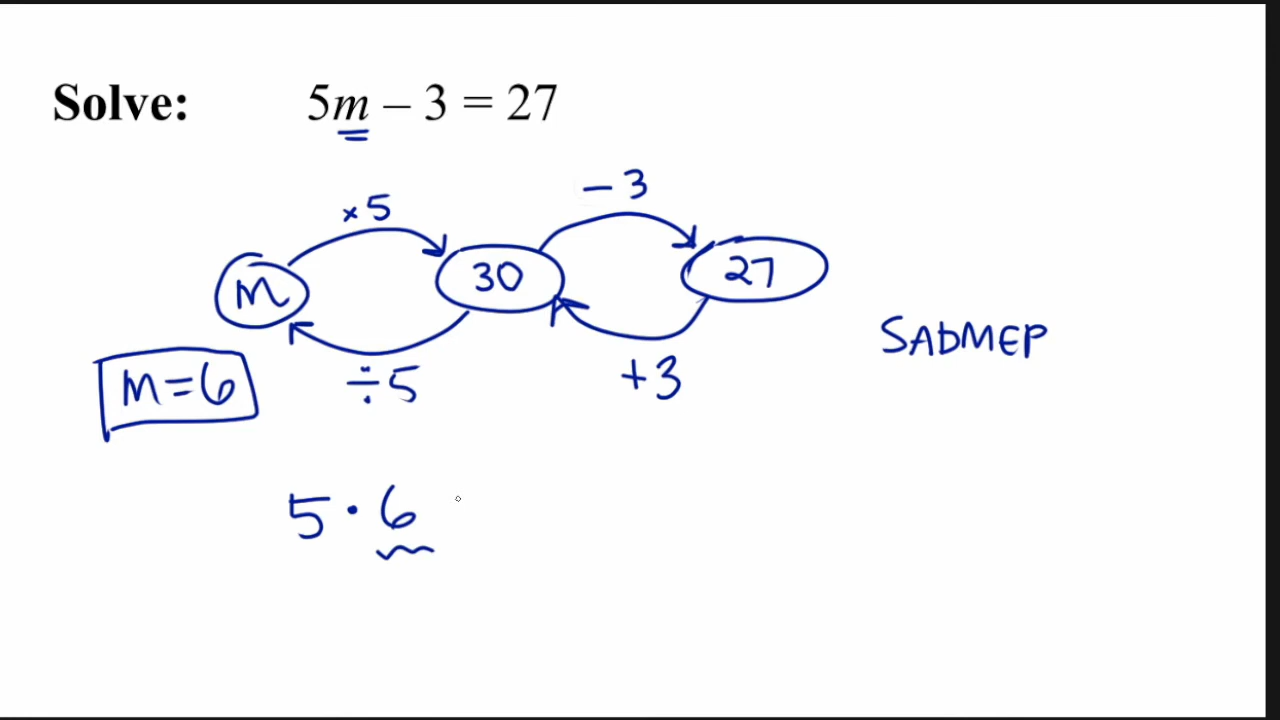 Solve: 5m – 3 = 27
×5
– 3
m
30
27
SADMEP
m=6
÷5
+3
5 · 6